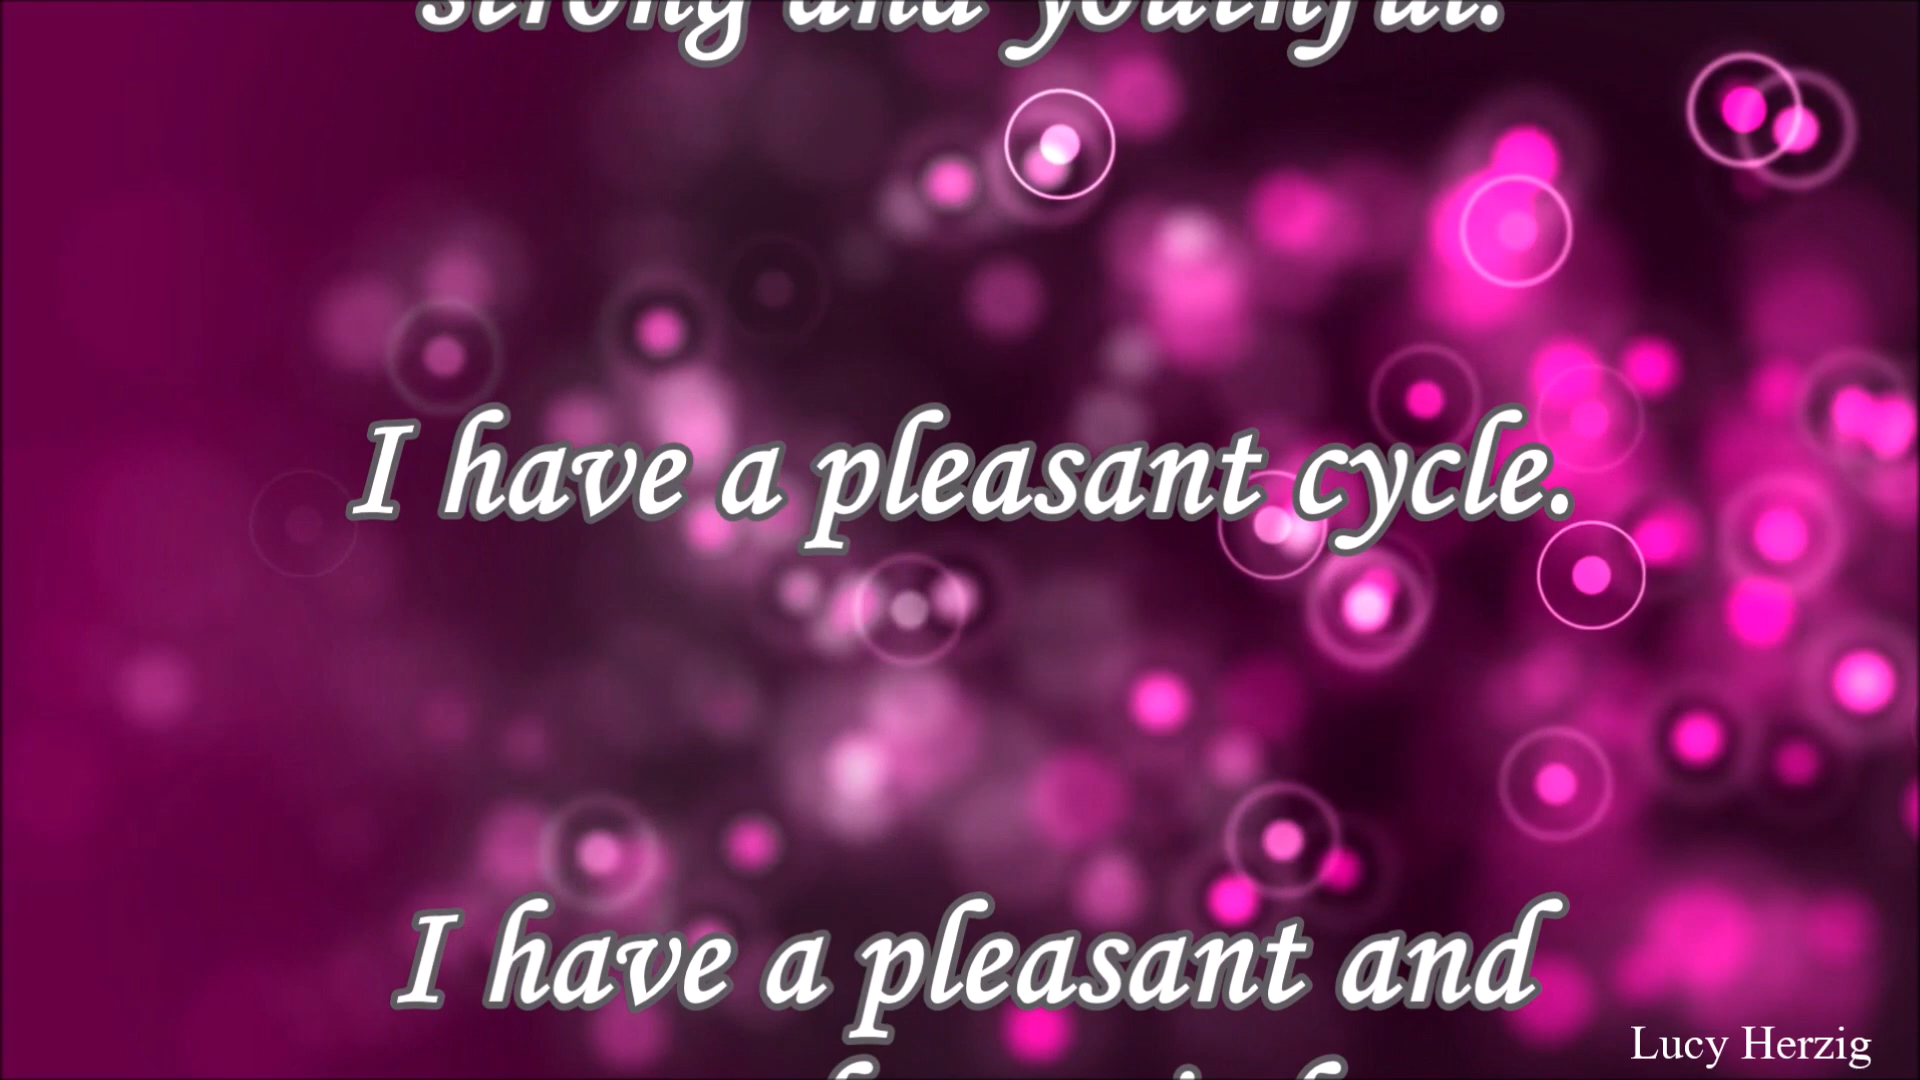 strong and youthful.
I have a pleasant cycle.
I have a pleasant and
Lucy Herzig